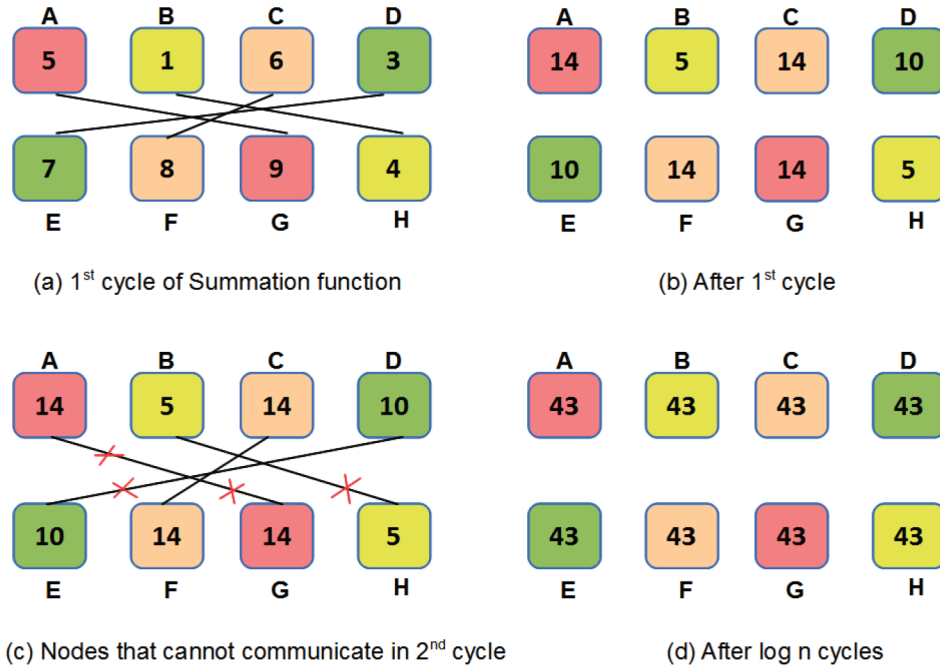 A B C D
5 1 6 3
7 8 9 4
E F G H
(a) 1st cycle of Summation function
A B C D
14 5 14 10
10 14 14 5
E F G H
(b) After 1st cycle
A B C D
14 5 14 10
10 14 14 5
E F G H
(c) Nodes that cannot communicate in 2nd cycle
A B C D
43 43 43 43
43 43 43 43
E F G H
(d) After log n cycles